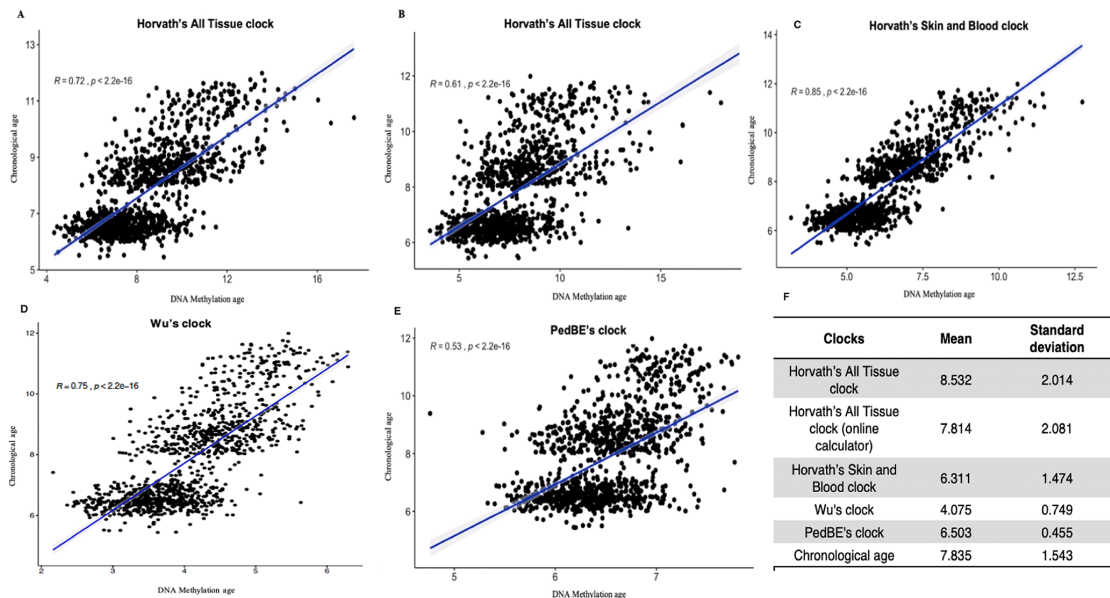 A
Horvath's All Tissue clock
R = 0.72 , p < 2.2e-16
Chronological age
13
11
9
7
5
4
8
12
16
DNA Methylation age
B
Horvath's All Tissue clock
R = 0.61 , p < 2.2e-16
Chronological age
12
10
8
6
5
10
15
DNA Methylation age
C
Horvath's Skin and Blood clock
R = 0.85 , p < 2.2e-16
Chronological age
14
12
10
8
6
5.0
7.5
10.0
12.5
DNA Methylation age
D
Wu's clock
R = 0.75 , p < 2.2e−16
Chronological age
12
10
8
6
2
3
4
5
6
DNA Methylation age
E
PedBE's clock
R = 0.53 , p < 2.2e-16
Chronological age
12
10
8
6
5
6
7
DNA Methylation age
F
Clocks Mean Standard
deviation
Horvath's All Tissue
clock 8.532 2.014
Horvath's All Tissue
clock (online
calculator) 7.814 2.081
Horvath's Skin and
Blood clock 6.311 1.474
Wu's clock 4.075 0.749
PedBE's clock 6.503 0.455
Chronological age 7.835 1.543